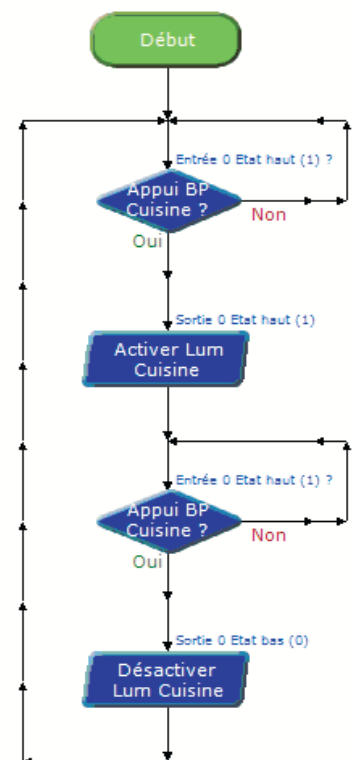 Début
Entrée 0 Etat haut (1) ?
Appui BP
Cuisine ?
Non
Oui
Sortie 0 Etat haut (1)
Activer Lum
Cuisine
Entrée 0 Etat haut (1) ?
Appui BP
Cuisine ?
Non
Oui
Sortie 0 Etat bas (0)
Désactiver
Lum Cuisine